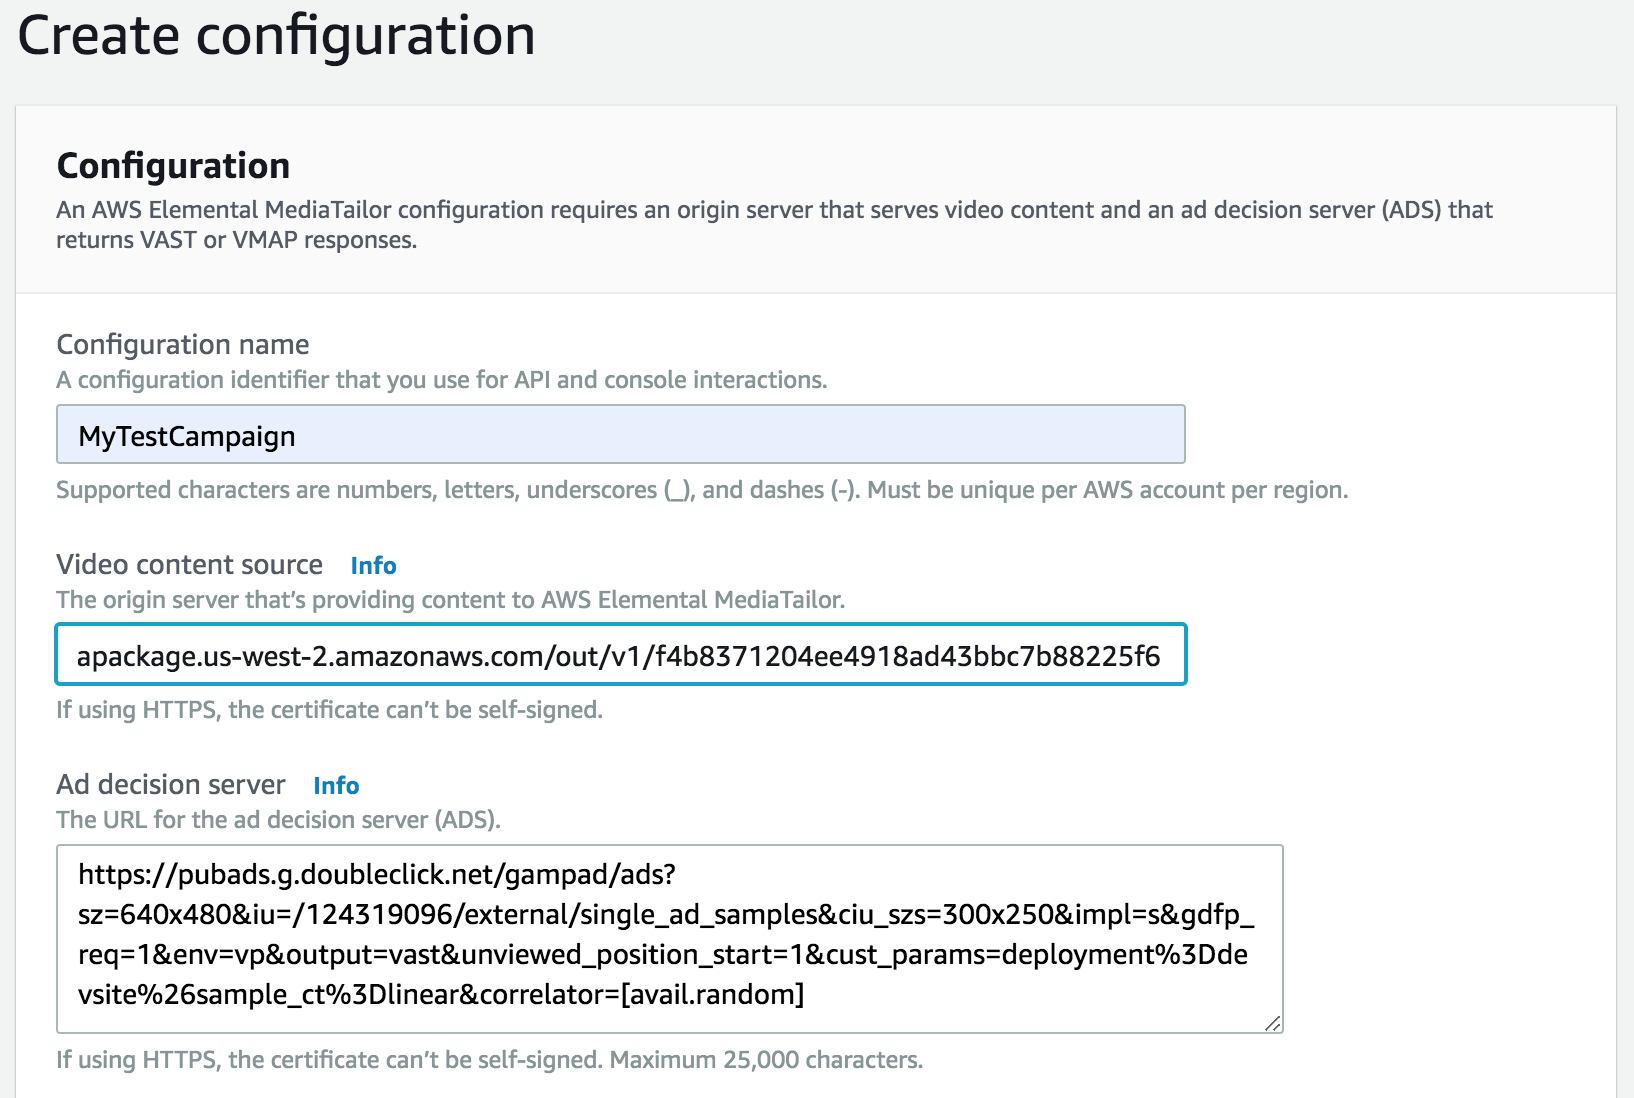 Create configuration
Configuration
An AWS Elemental MediaTailor configuration requires an origin server that serves video content and an ad decision server (ADS) that
returns VAST or VMAP responses.
Configuration name
A configuration identifier that you use for API and console interactions.
MyTestCampaign
Supported characters are numbers, letters, underscores (_), and dashes (-). Must be unique per AWS account per region.
Video content source Info
The origin server that’s providing content to AWS Elemental MediaTailor.
apackage.us-west-2.amazonaws.com/out/v1/f4b8371204ee4918ad43bbc7b88225f6
If using HTTPS, the certificate can’t be self-signed.
Ad decision server Info
The URL for the ad decision server (ADS).
https://pubads.g.doubleclick.net/gampad/ads?
sz=640x480&iu=/124319096/external/single_ad_samples&ciu_szs=300x250&impl=s&gdfp_
req=1&env=vp&output=vast&unviewed_position_start=1&cust_params=deployment%3Dde
vsite%26sample_ct%3Dlinear&correlator=[avail.random]
If using HTTPS, the certificate can’t be self-signed. Maximum 25,000 characters.